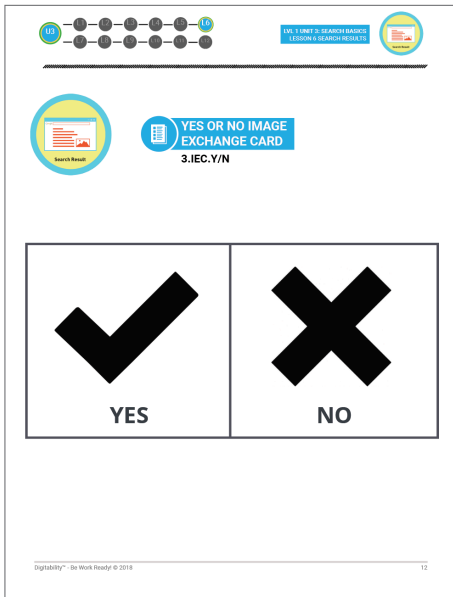 U3
L1 L2 L3 L4 L5 L6
L7 L8 L9 L10 L11 L12
LVL 1 UNIT 3: SEARCH BASICS
LESSON 6 SEARCH RESULTS
Search Result
Search Result
YES OR NO IMAGE
EXCHANGE CARD
3.IEC.Y/N
YES
NO
Digitability™ - Be Work Ready! © 2018
12